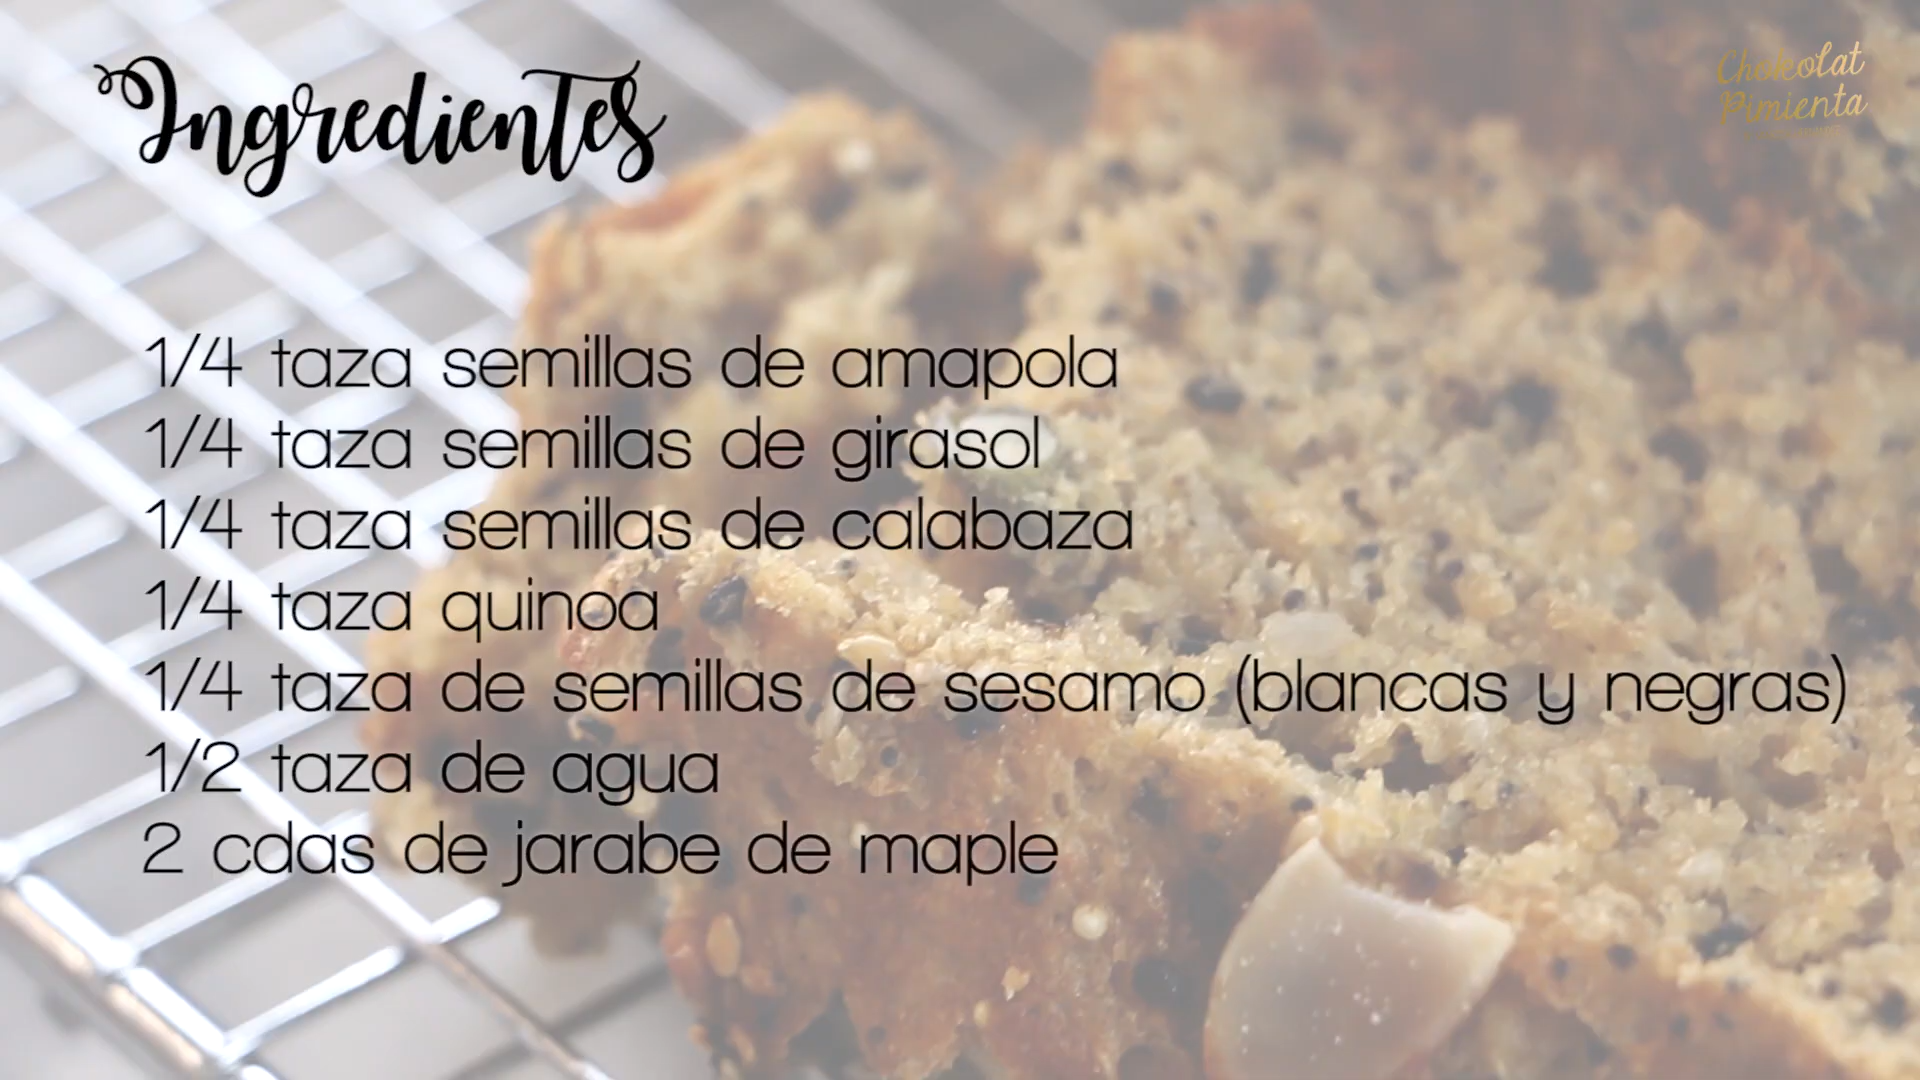 Ingredientes
Chokolat
Pimienta
1/4 taza semillas de amapola
1/4 taza semillas de girasol
1/4 taza semillas de calabaza
1/4 taza quinoa
1/4 taza de semillas de sesamo (blancas y negras)
1/2 taza de agua
2 cdas de jarabe de maple